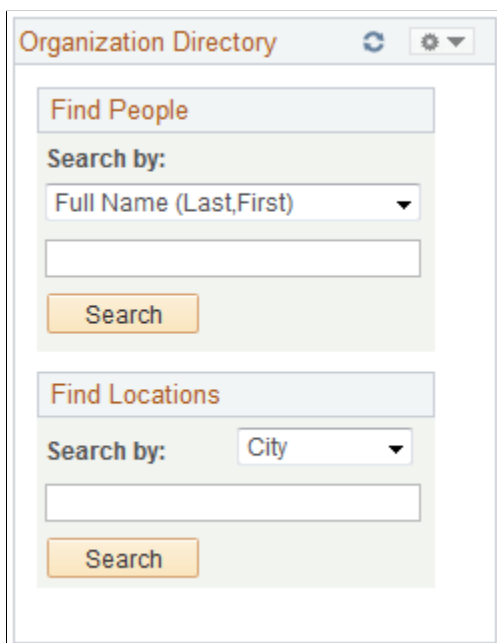 Organization Directory
Find People
Search by:
Full Name (Last,First)
Search
Find Locations
Search by: City
Search